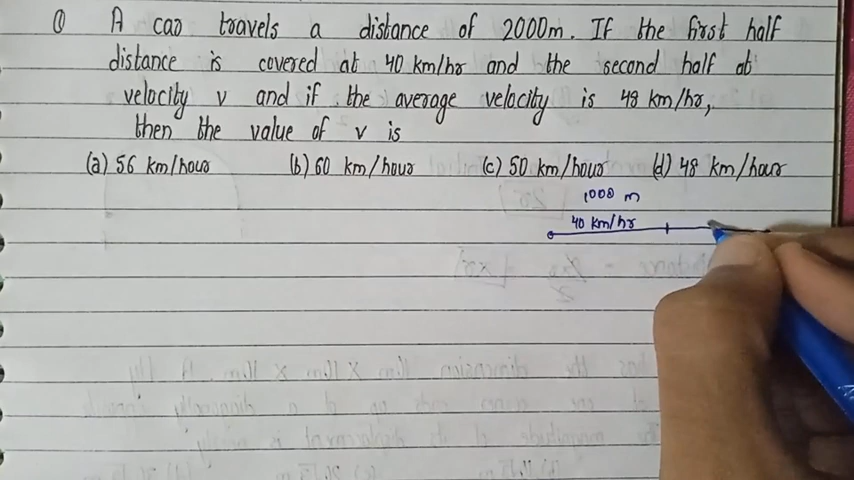 ① A car travels a distance of 2000m. If the first half
distance is covered at 40 km/hr and the second half at
velocity v and if the average velocity is 48 km/hr,
then the value of v is
(a) 56 km/hour (b) 60 km/hour (c) 50 km/hour (d) 48 km/hour
1000 m
40 km/hr